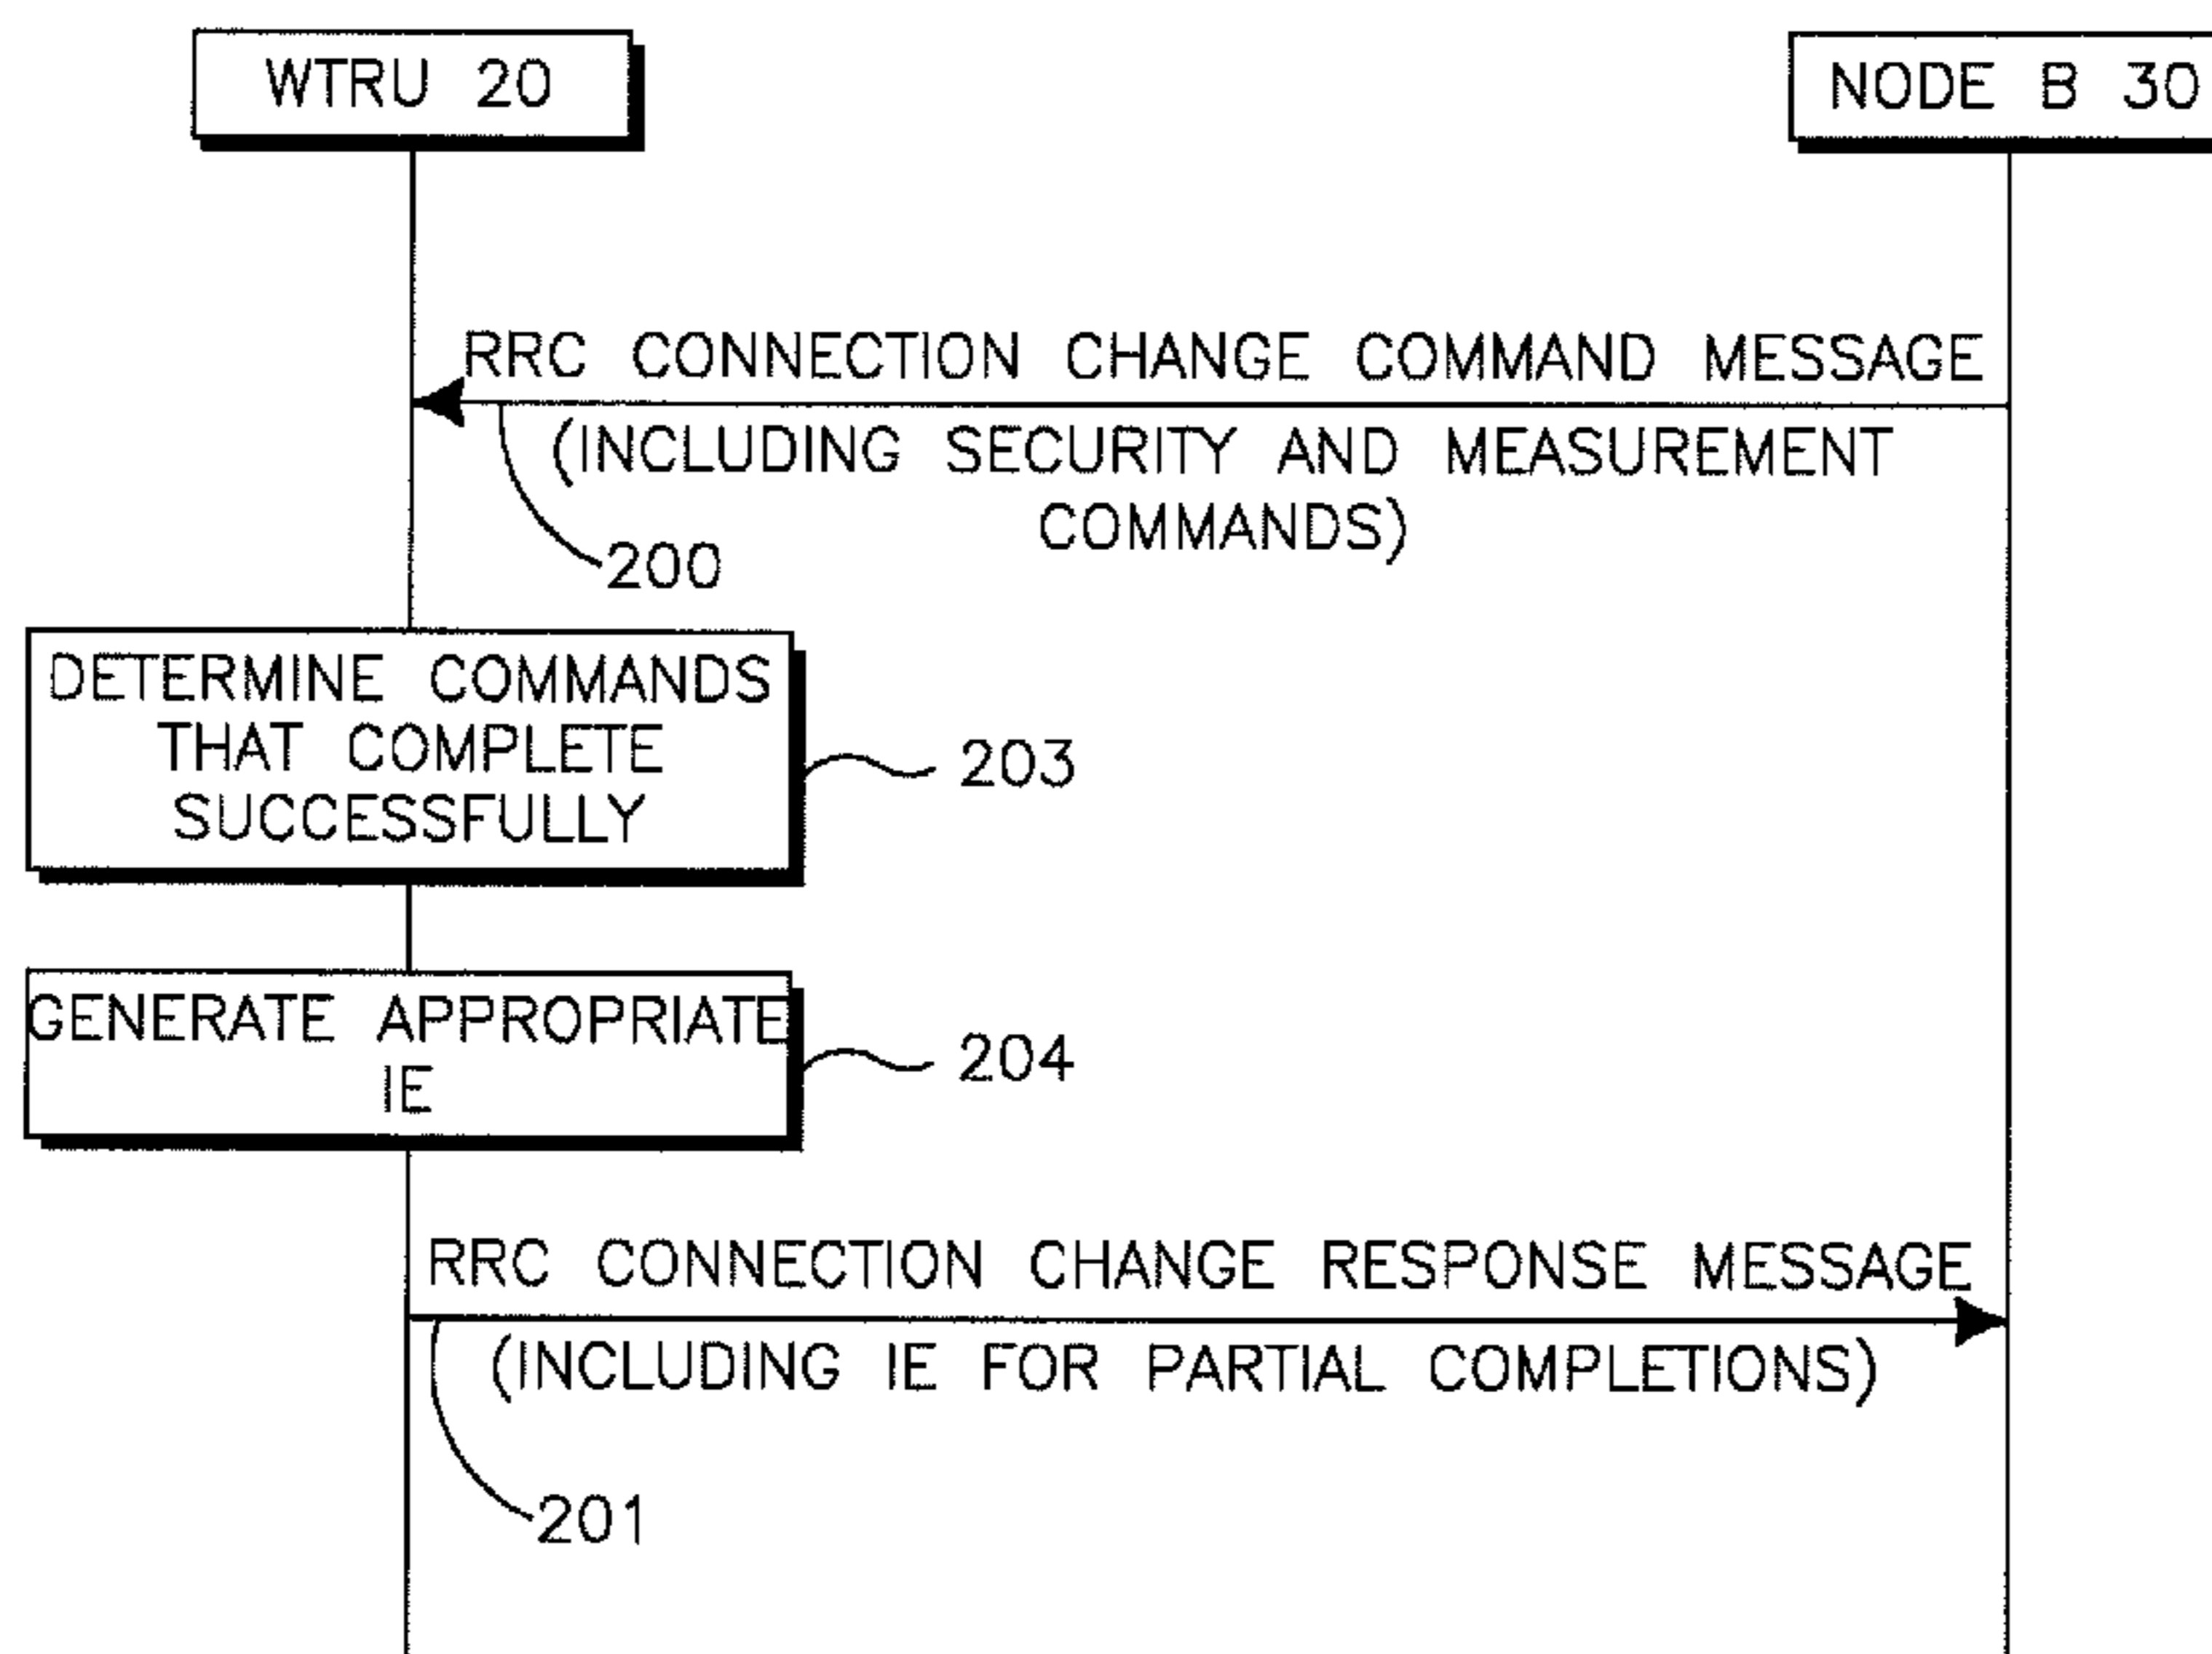 WTRU 20
NODE B 30
RRC CONNECTION CHANGE COMMAND MESSAGE
(INCLUDING SECURITY AND MEASUREMENT
COMMANDS)
200
DETERMINE COMMANDS
THAT COMPLETE
SUCCESSFULLY
203
GENERATE APPROPRIATE
IE
204
RRC CONNECTION CHANGE RESPONSE MESSAGE
(INCLUDING IE FOR PARTIAL COMPLETIONS)
201